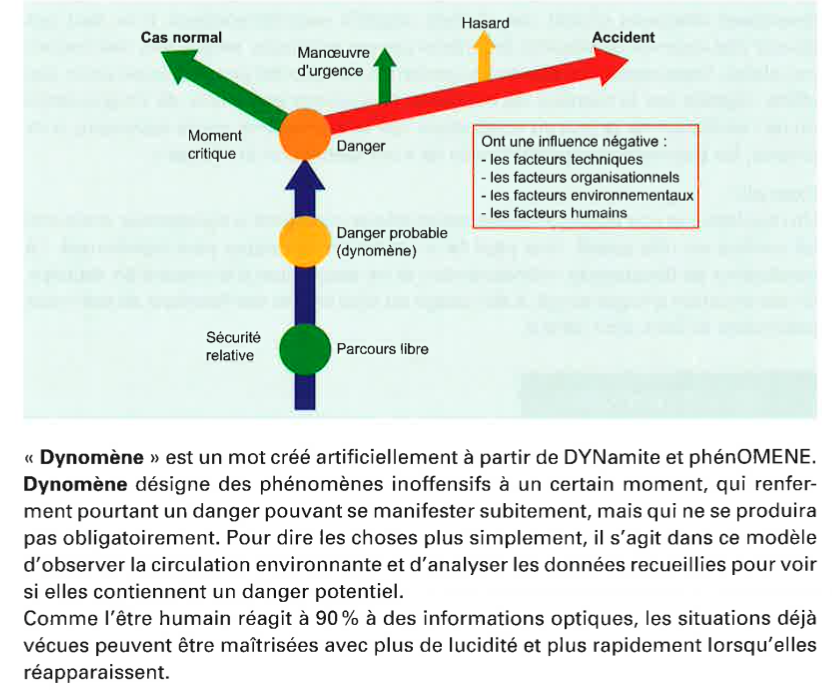 Hasard
Cas normal
Accident
Manœuvre
d'urgence
Moment
critique
Danger
Ont une influence négative :
- les facteurs techniques
- les facteurs organisationnels
- les facteurs environnementaux
- les facteurs humains
Danger probable
(dynomène)
Sécurité
relative
Parcours libre
« Dynomène » est un mot créé artificiellement à partir de DYNamite et phénOMENE.
Dynomène désigne des phénomènes inoffensifs à un certain moment, qui renfer-
ment pourtant un danger pouvant se manifester subitement, mais qui ne se produira
pas obligatoirement. Pour dire les choses plus simplement, il s'agit dans ce modèle
d'observer la circulation environnante et d'analyser les données recueillies pour voir
si elles contiennent un danger potentiel.
Comme l'être humain réagit à 90 % à des informations optiques, les situations déjà
vécues peuvent être maîtrisées avec plus de lucidité et plus rapidement lorsqu'elles
réapparaissent.